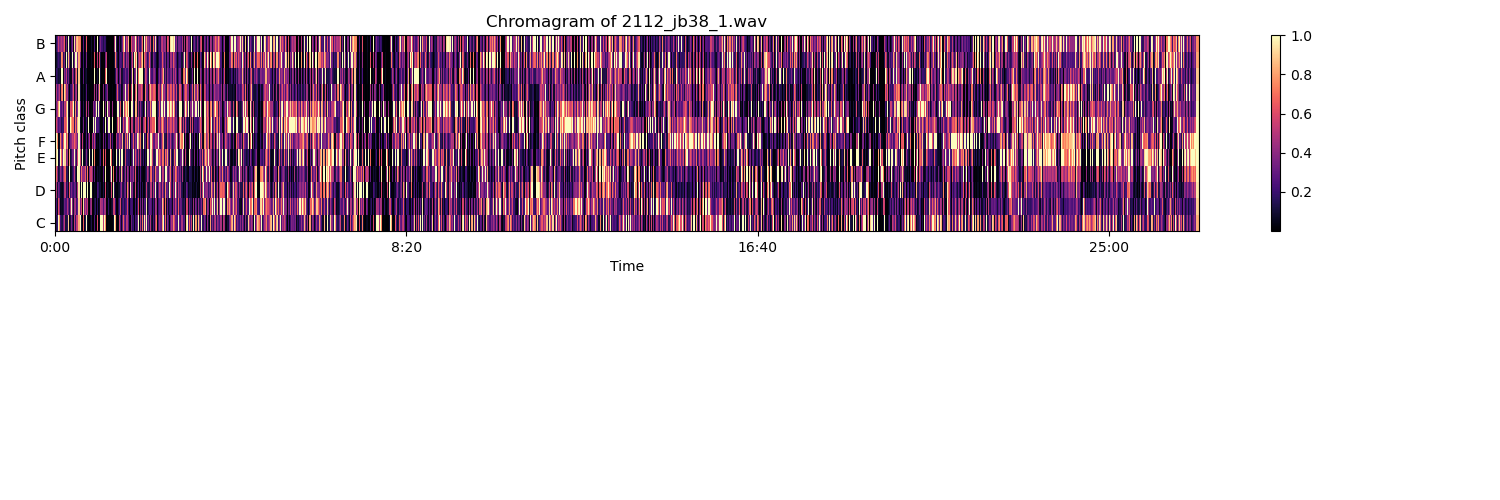 Chromagram of 2112_jb38_1.wav
Pitch class
B
A
G
F
E
D
C
0:00 8:20 16:40 25:00
Time
1.0
0.8
0.6
0.4
0.2